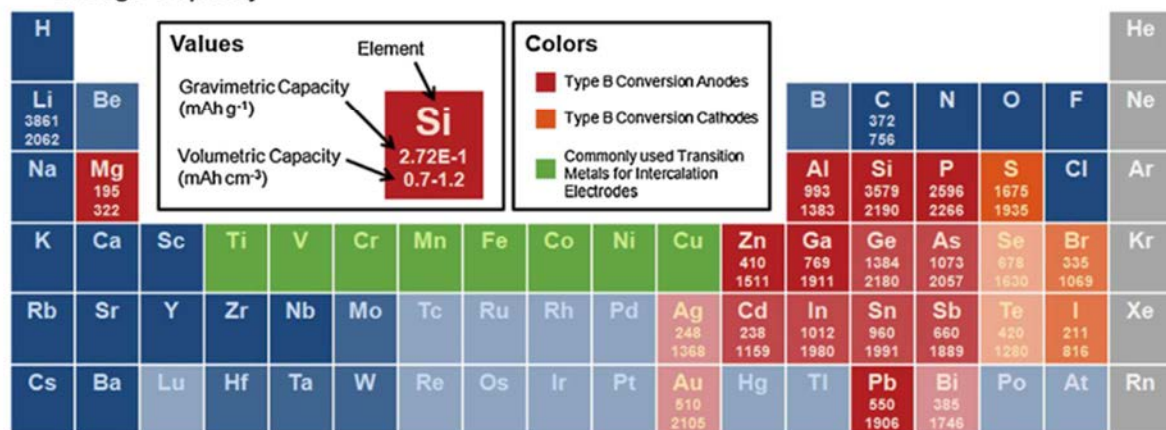 H
He
Values
Element
Gravimetric Capacity
(mAh g-1)
Volumetric Capacity
(mAh cm-3)
Si
2.72E-1
0.7-1.2
Colors
Type B Conversion Anodes
Type B Conversion Cathodes
Commonly used Transition
Metals for Intercalation
Electrodes
Li Be B C N O F Ne
3861 372
2062 756
Na Mg Al Si P S Cl Ar
195 993 3579 2596 1675
322 1383 2190 2266 1935
K Ca Sc Ti V Cr Mn Fe Co Ni Cu Zn Ga Ge As Se Br Kr
410 769 1384 1073 678 335
1511 1911 2180 2057 1630 1069
Rb Sr Y Zr Nb Mo Tc Ru Rh Pd Ag Cd In Sn Sb Te I Xe
248 238 1012 960 660 420 211
1368 1159 1980 1991 1889 1280 816
Cs Ba Lu Hf Ta W Re Os Ir Pt Au Hg Tl Pb Bi Po At Rn
510 550 385
2105 1906 1746